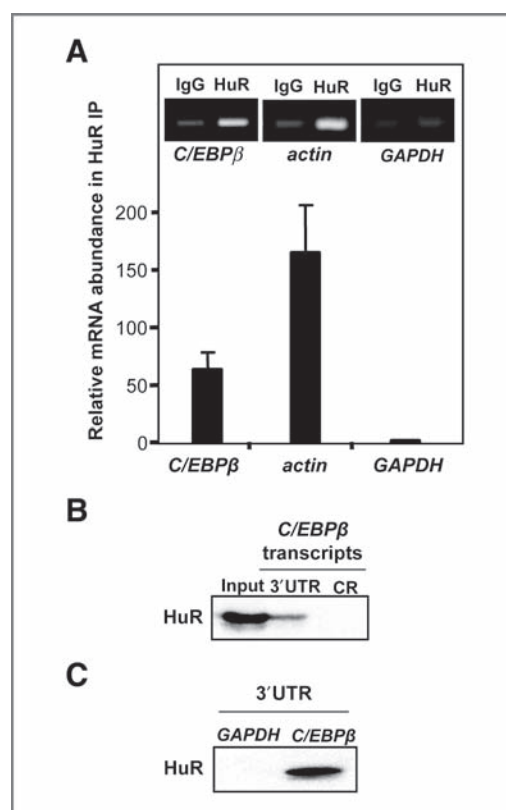 A
IgG HuR IgG HuR IgG HuR
C/EBPβ actin GAPDH
Relative mRNA abundance in HuR IP
200
150
100
50
0
C/EBPβ actin GAPDH
B
C/EBPβ
transcripts
Input 3′UTR CR
HuR
C
3′UTR
GAPDH C/EBPβ
HuR